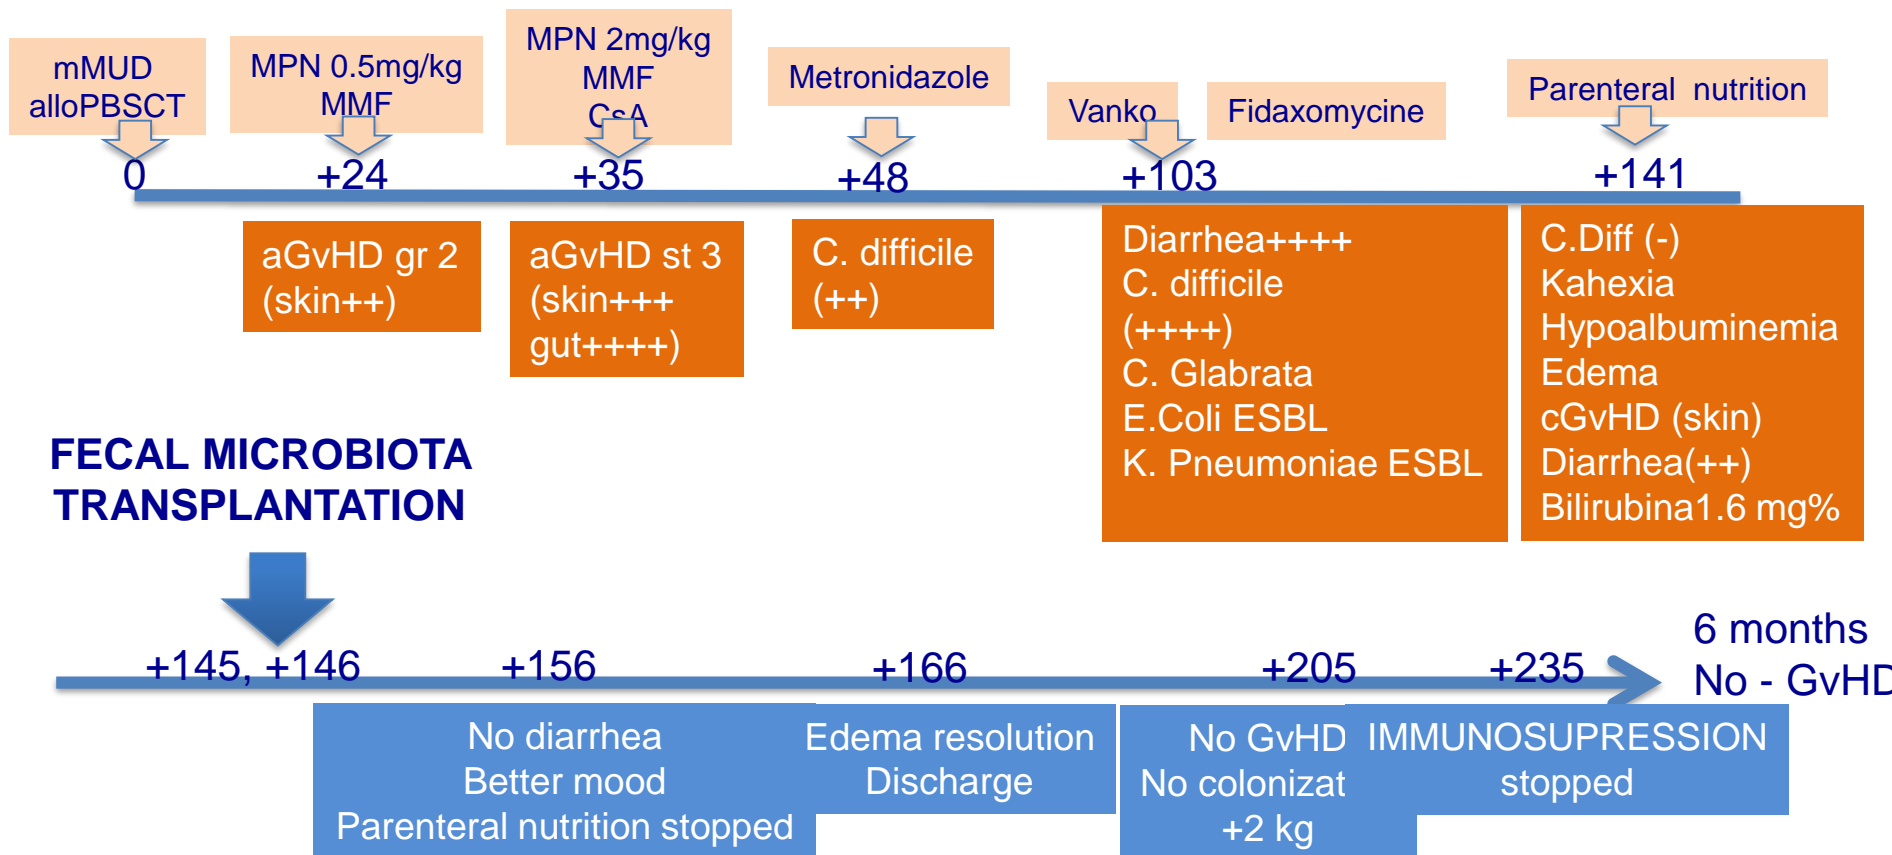 mMUD
alloPBSCT
MPN 0.5mg/kg
MMF
MPN 2mg/kg
MMF
CsA
Metronidazole
Vanko
Fidaxomycine
Parenteral nutrition
0
+24
+35
+48
+103
+141
aGvHD gr 2
(skin++)
aGvHD st 3
(skin+++
gut++++)
C. difficile
(++)
Diarrhea++++
C. difficile
(++++)
C. Glabrata
E.Coli ESBL
K. Pneumoniae ESBL
C.Diff (-)
Kahexia
Hypoalbuminemia
Edema
cGvHD (skin)
Diarrhea(++)
Bilirubina1.6 mg%
FECAL MICROBIOTA
TRANSPLANTATION
+145, +146
+156
+166
+205
+235
6 months
No - GvHD
No diarrhea
Better mood
Parenteral nutrition stopped
Edema resolution
Discharge
No GvHD
No colonizat
+2 kg
IMMUNOSUPRESSION
stopped